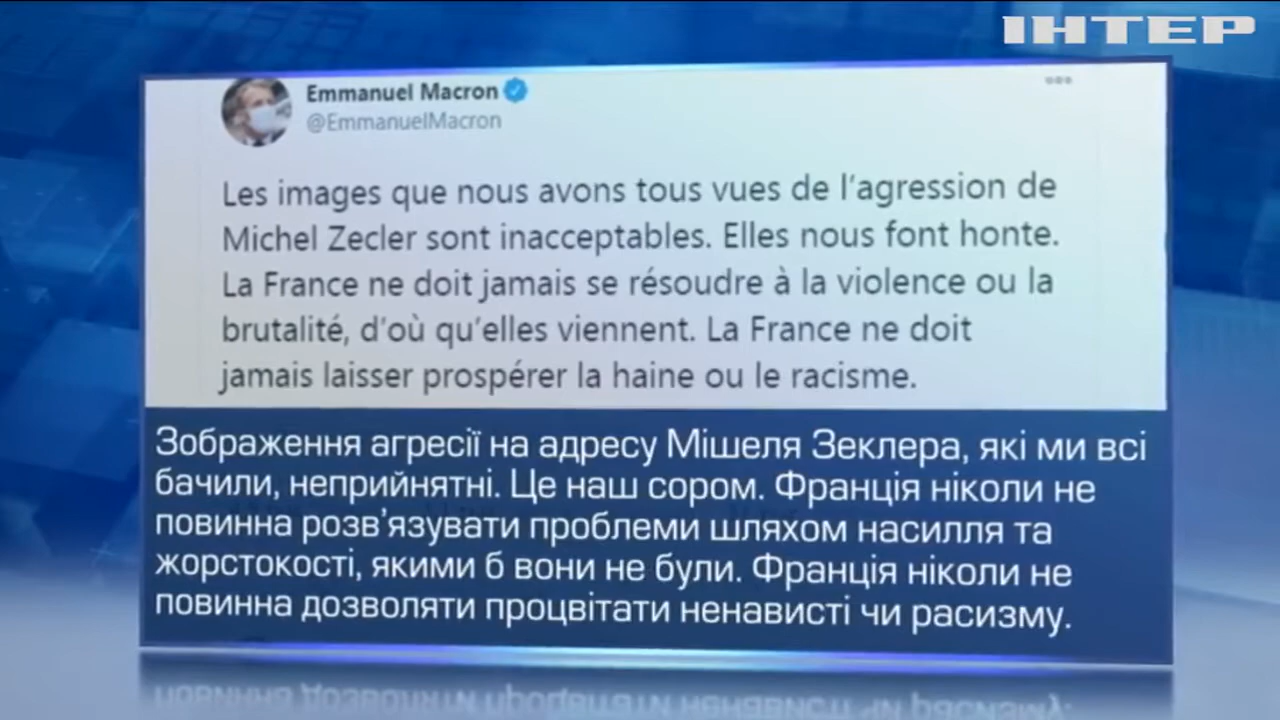 ІНТЕР
Emmanuel Macron
@EmmanuelMacron
Les images que nous avons tous vues de l’agression de
Michel Zecler sont inacceptables. Elles nous font honte.
La France ne doit jamais se résoudre à la violence ou la
brutalité, d’où qu’elles viennent. La France ne doit
jamais laisser prospérer la haine ou le racisme.
Зображення агресії на адресу Мішеля Зеклера, які ми всі
бачили, неприйнятні. Це наш сором. Франція ніколи не
повинна розв’язувати проблеми шляхом насилля та
жорстокості, якими б вони не були. Франція ніколи не
повинна дозволяти процвітати ненависті чи расизму.